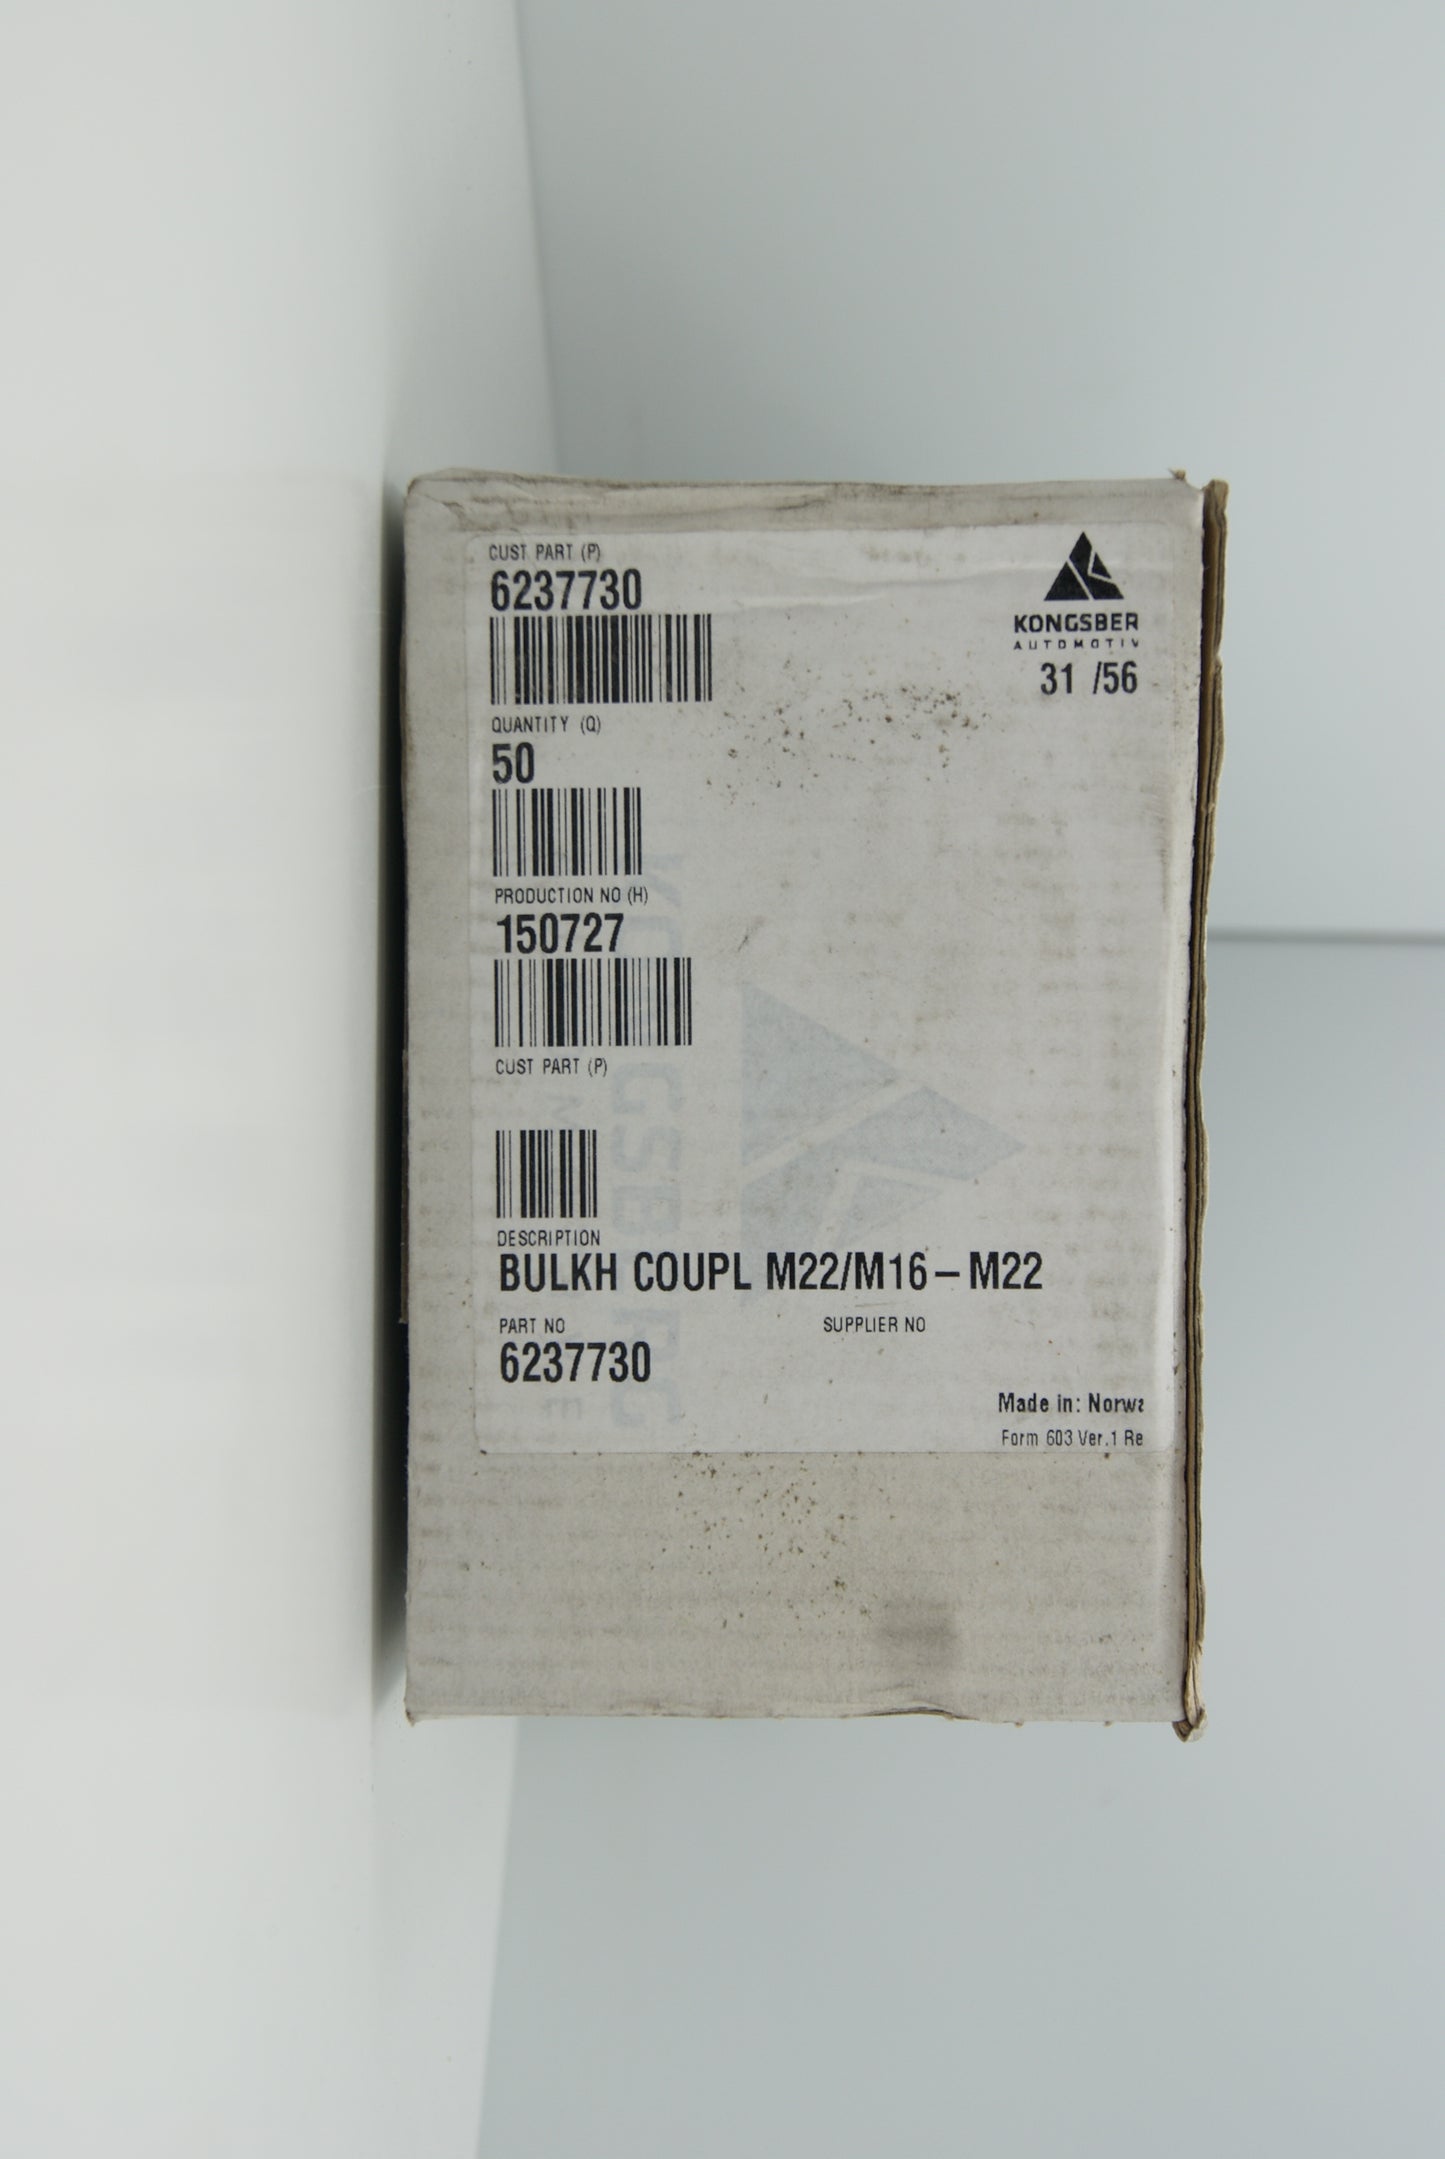 CUST PART (P)
6237730
KONGSBER
AUTOMOTIV
31 /56
QUANTITY (Q)
50
PRODUCTION NO (H)
150727
CUST PART (P)
DESCRIPTION
BULKH COUPL M22/M16–M22
PART NO
SUPPLIER NO
6237730
Made in: Norwa
Form 603 Ver.1 Re